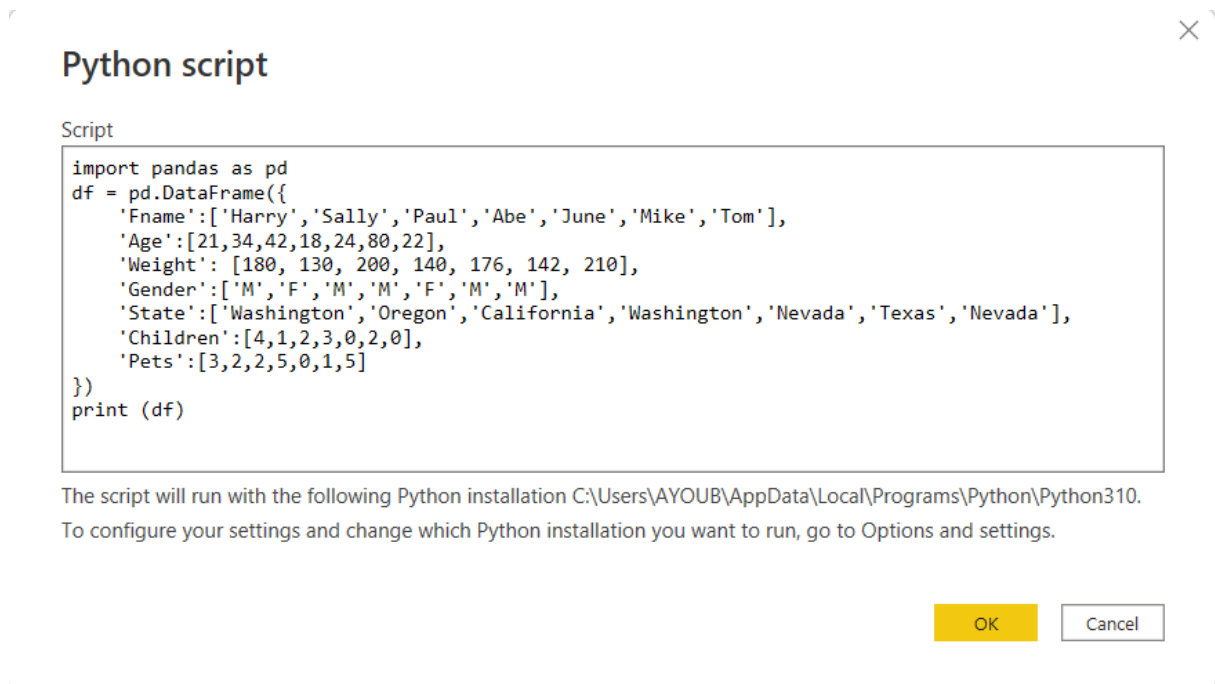 Python script
Script
import pandas as pd
df = pd.DataFrame({
    'Fname':['Harry','Sally','Paul','Abe','June','Mike','Tom'],
    'Age':[21,34,42,18,24,80,22],
    'Weight': [180, 130, 200, 140, 176, 142, 210],
    'Gender':['M','F','M','M','F','M','M'],
    'State':['Washington','Oregon','California','Washington','Nevada','Texas','Nevada'],
    'Children':[4,1,2,3,0,2,0],
    'Pets':[3,2,2,5,0,1,5]
})
print (df)
The script will run with the following Python installation C:\Users\AYOUB\AppData\Local\Programs\Python\Python310.
To configure your settings and change which Python installation you want to run, go to Options and settings.
OK Cancel